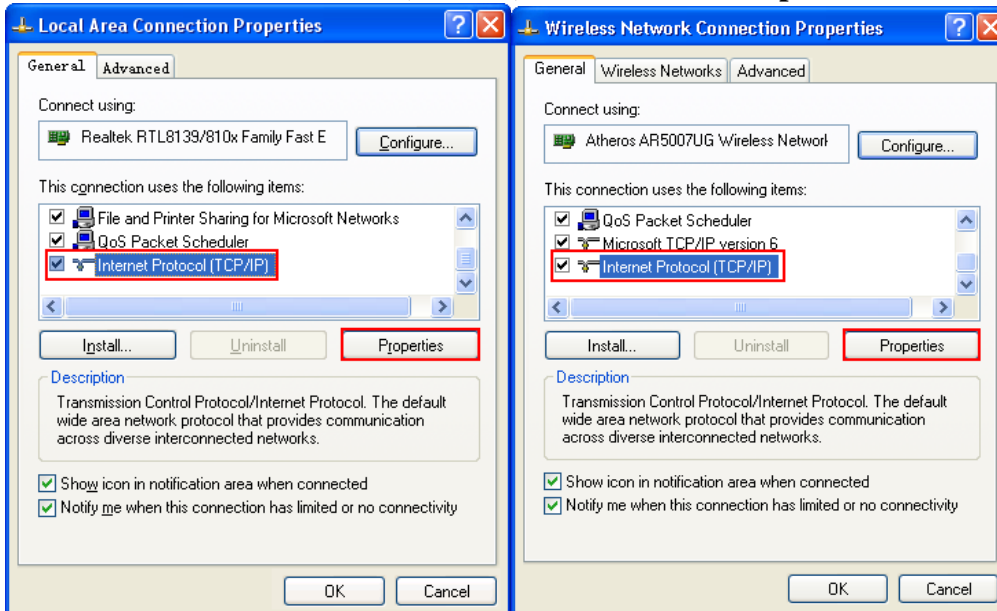 Local Area Connection Properties
General Advanced
Connect using:
Realtek RTL8139/810x Family Fast E Configure...
This connection uses the following items:
File and Printer Sharing for Microsoft Networks
QoS Packet Scheduler
Internet Protocol (TCP/IP)
Install... Uninstall Properties
Description
Transmission Control Protocol/Internet Protocol. The default
wide area network protocol that provides communication
across diverse interconnected networks.
Show icon in notification area when connected
Notify me when this connection has limited or no connectivity
OK Cancel
Wireless Network Connection Properties
General Wireless Networks Advanced
Connect using:
Atheros AR5007UG Wireless Network Configure...
This connection uses the following items:
QoS Packet Scheduler
Microsoft TCP/IP version 6
Internet Protocol (TCP/IP)
Install... Uninstall Properties
Description
Transmission Control Protocol/Internet Protocol. The default
wide area network protocol that provides communication
across diverse interconnected networks.
Show icon in notification area when connected
Notify me when this connection has limited or no connectivity
OK Cancel